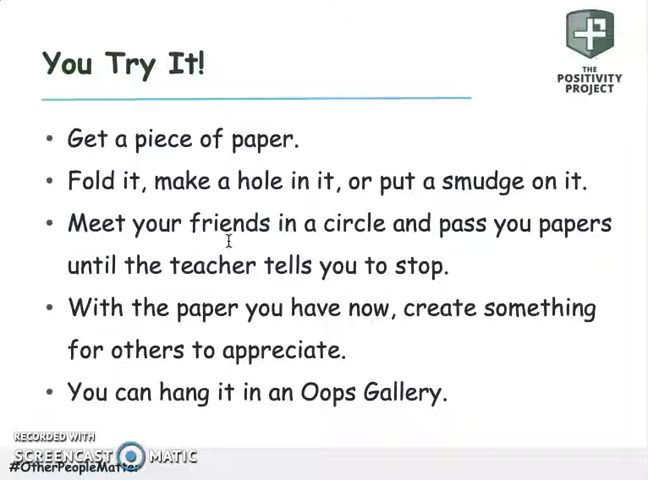 You Try It!
THE
POSITIVITY
PROJECT
• Get a piece of paper.
• Fold it, make a hole in it, or put a smudge on it.
• Meet your friends in a circle and pass you papers
until the teacher tells you to stop.
• With the paper you have now, create something
for others to appreciate.
• You can hang it in an Oops Gallery.
RECORDED WITH
SCREENCAST MATIC
#OtherPeopleMatter